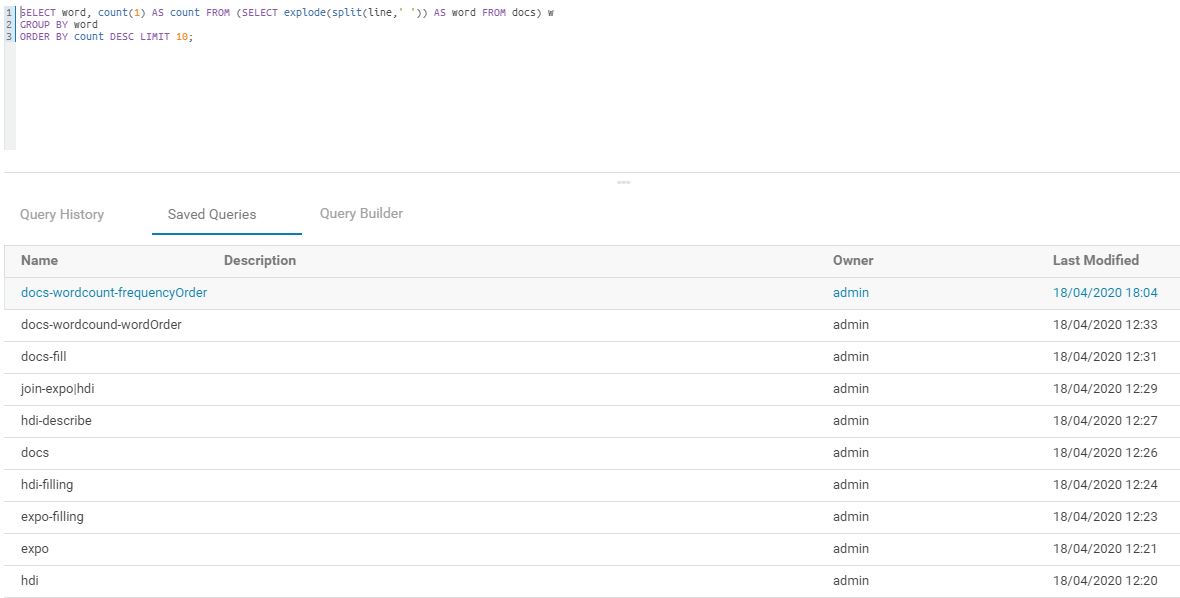 1 SELECT word, count(1) AS count FROM (SELECT explode(split(line,' ')) AS word FROM docs) w
2 GROUP BY word
3 ORDER BY count DESC LIMIT 10;
Query History Saved Queries Query Builder
Name Description Owner Last Modified
docs-wordcount-frequencyOrder admin 18/04/2020 18:04
docs-wordcound-wordOrder admin 18/04/2020 12:33
docs-fill admin 18/04/2020 12:31
join-expo|hdi admin 18/04/2020 12:29
hdi-describe admin 18/04/2020 12:27
docs admin 18/04/2020 12:26
hdi-filling admin 18/04/2020 12:24
expo-filling admin 18/04/2020 12:23
expo admin 18/04/2020 12:21
hdi admin 18/04/2020 12:20